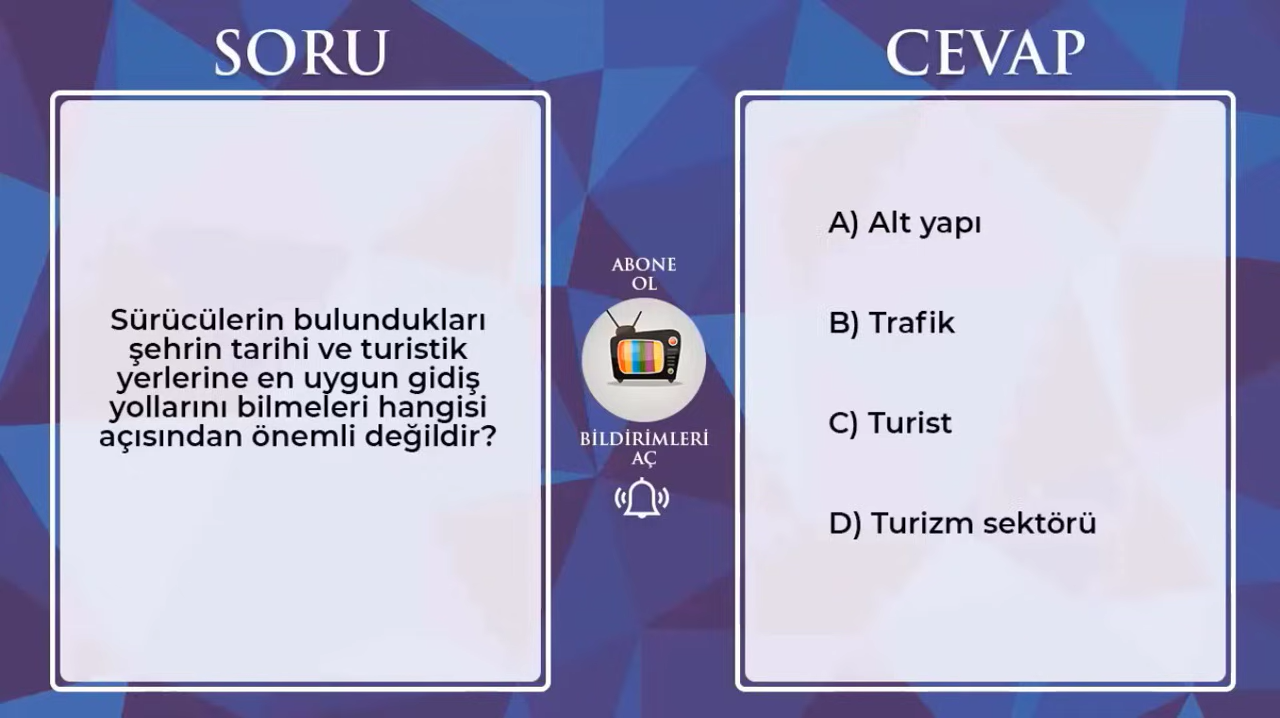 SORU
Sürücülerin bulundukları
şehrin tarihi ve turistik
yerlerine en uygun gidiş
yollarını bilmeleri hangisi
açısından önemli değildir?
ABONE
OL
BİLDİRİMLERİ
AÇ
CEVAP
A) Alt yapı
B) Trafik
C) Turist
D) Turizm sektörü